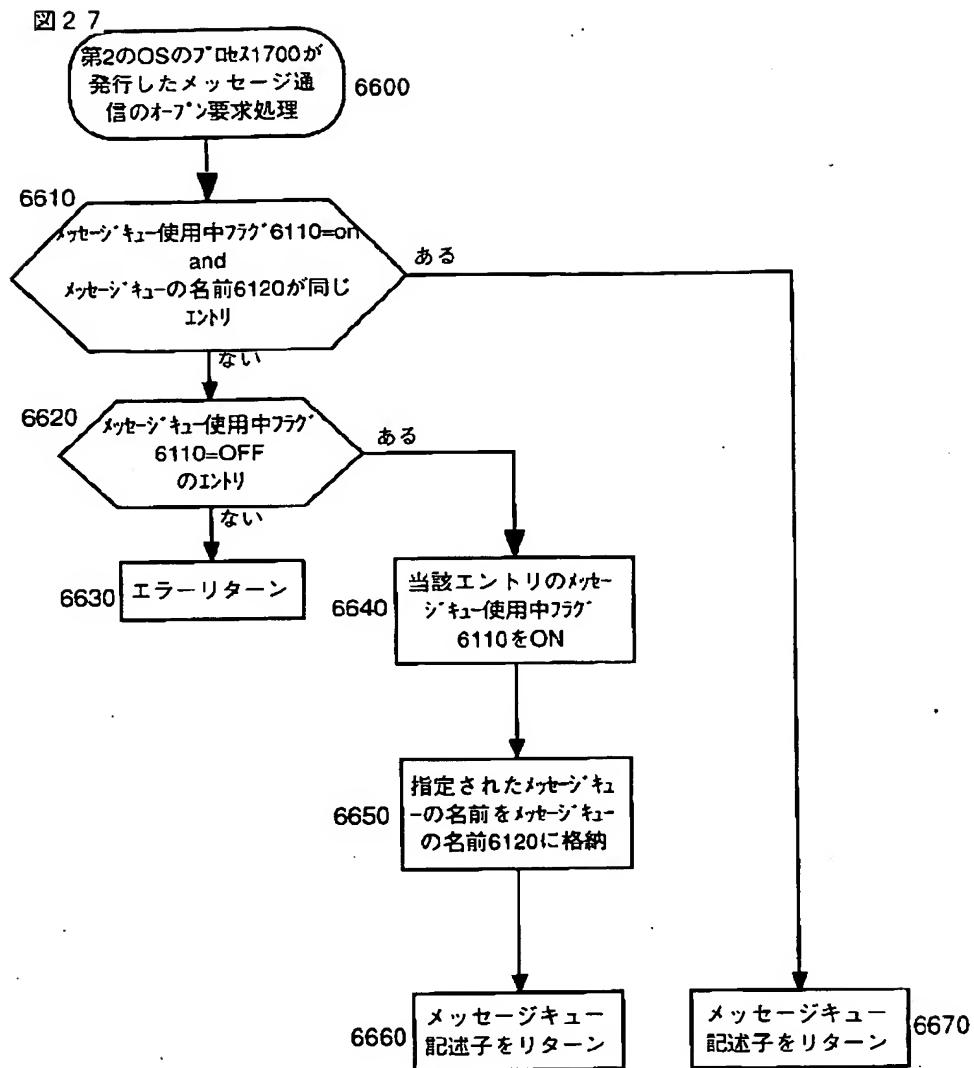 図27
第2のOSのﾌﾟﾛｾｽ1700が
発行したメッセージ通
信のｵｰﾌﾟﾝ要求処理
6600
6610
ﾒｯｾｰｼﾞｷｭｰ使用中ﾌﾗｸﾞ6110=on
and
ﾒｯｾｰｼﾞｷｭｰの名前6120が同じ
ｴﾝﾄﾘ
ある
ない
6620
ﾒｯｾｰｼﾞｷｭｰ使用中ﾌﾗｸﾞ
6110=OFF
のｴﾝﾄﾘ
ある
ない
6630
エラーリターン
6640
当該エントリのﾒｯｾｰ
ｼﾞｷｭｰ使用中ﾌﾗｸﾞ
6110をON
6650
指定されたﾒｯｾｰｼﾞｷｭ
ｰの名前をﾒｯｾｰｼﾞｷｭｰ
の名前6120に格納
6660
メッセージキュー
記述子をリターン
メッセージキュー
記述子をリターン
6670